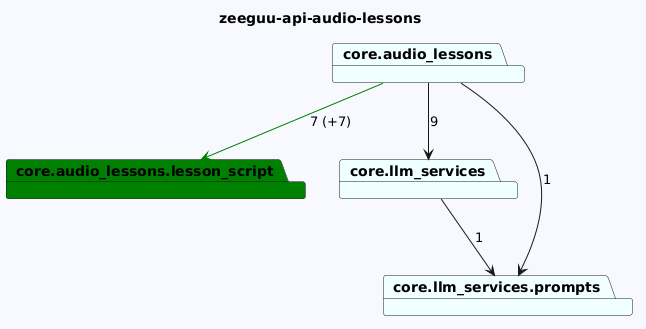 zeeguu-api-audio-lessons
core.audio_lessons
7 (+7)
9
1
core.audio_lessons.lesson_script
core.llm_services
1
core.llm_services.prompts